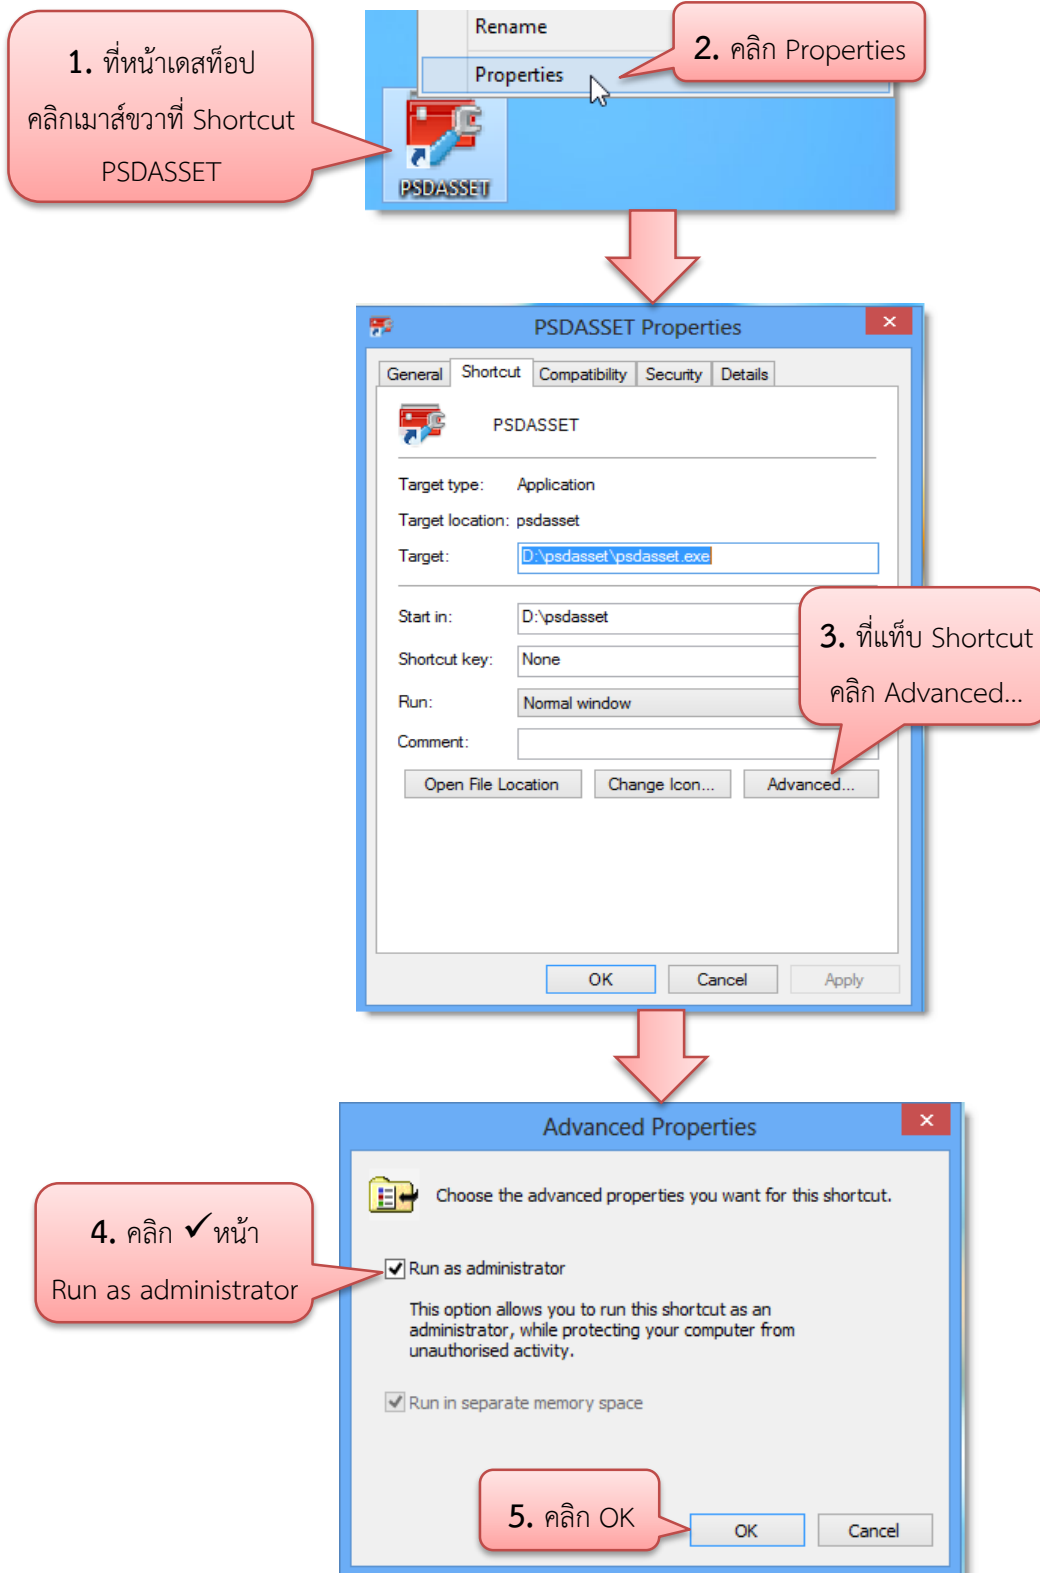 Rename
2. คลิก Properties
1. ที่หน้าเดสท็อป
คลิกเมาส์ขวาที่ Shortcut
PSDASSET
Properties
PSDASSET
PSDASSET Properties
General Shortcut Compatibility Security Details
PSDASSET
Target type: Application
Target location: psdasset
Target: D:\psdasset\psdasset.exe
Start in: D:\psdasset
3. ที่แท็บ Shortcut
คลิก Advanced...
Shortcut key: None
Run: Normal window
Comment:
Open File Location Change Icon... Advanced...
OK Cancel Apply
Advanced Properties
Choose the advanced properties you want for this shortcut.
4. คลิก ✓หน้า
Run as administrator
Run as administrator
This option allows you to run this shortcut as an
administrator, while protecting your computer from
unauthorised activity.
Run in separate memory space
5. คลิก OK
OK Cancel